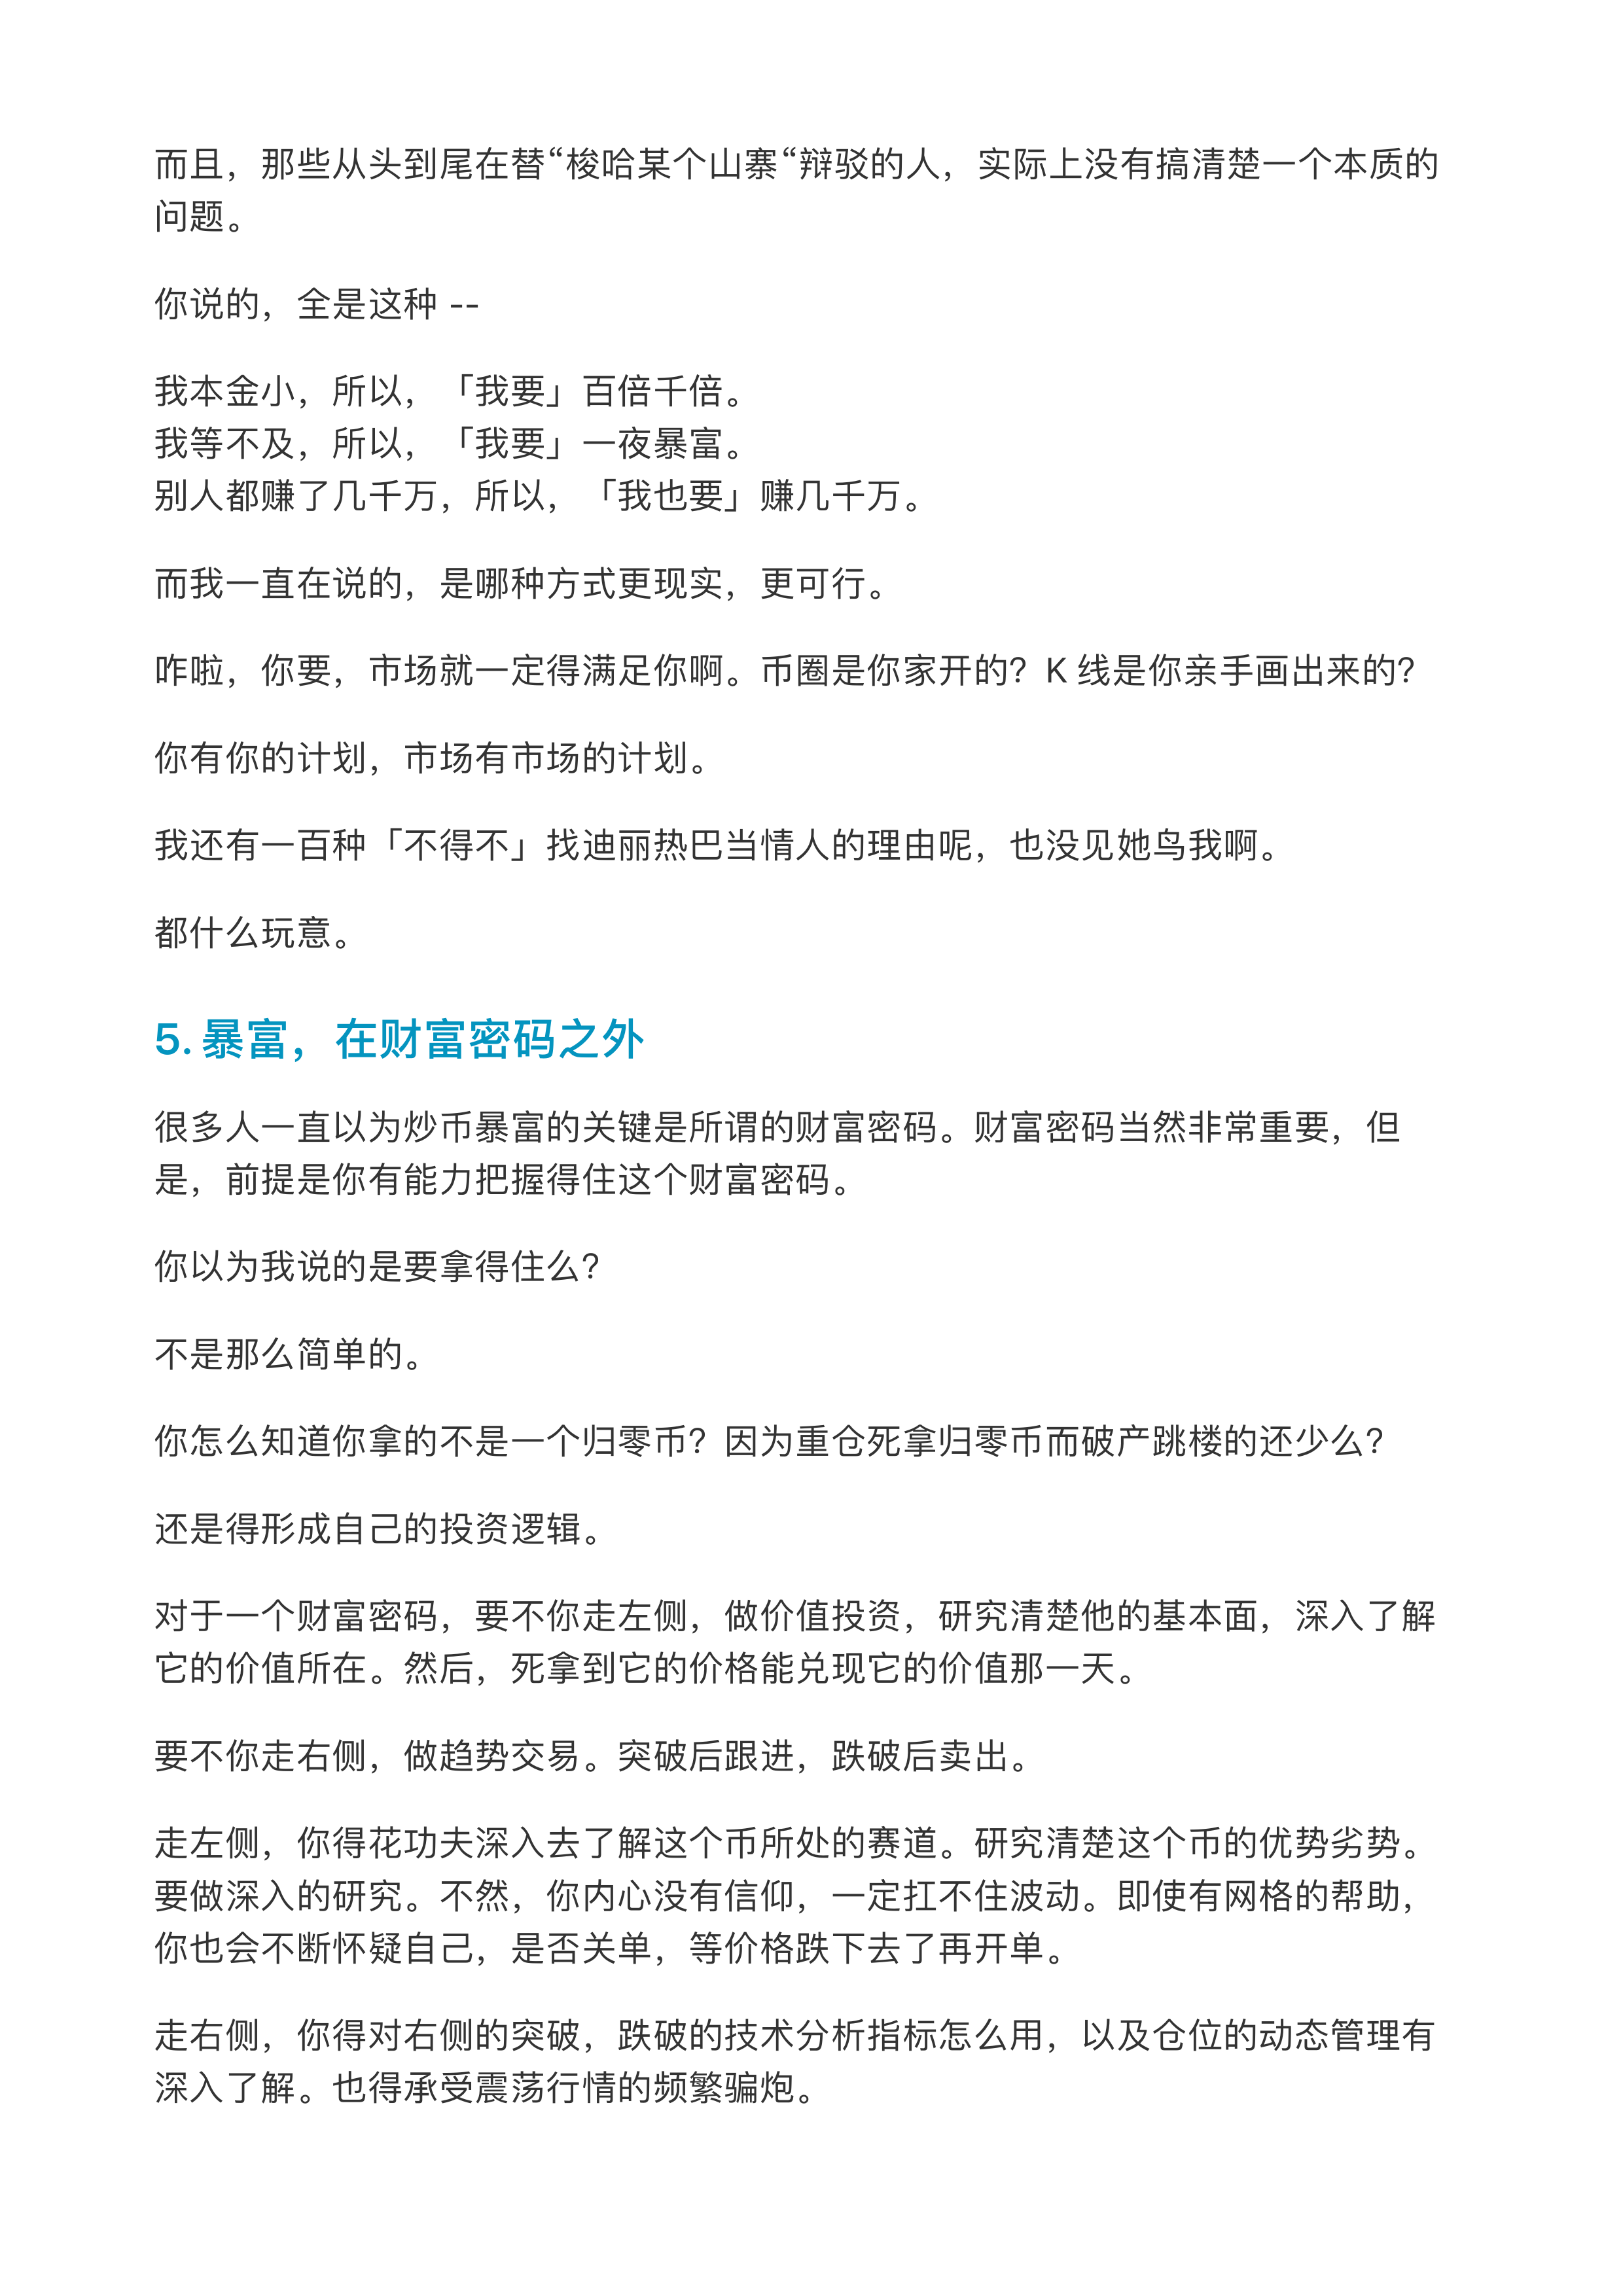 而且，那些从头到尾在替“梭哈某个山寨“辩驳的人，实际上没有搞清楚一个本质的
问题。
你说的，全是这种 --
我本金小，所以，「我要」百倍千倍。
我等不及，所以，「我要」一夜暴富。
别人都赚了几千万，所以，「我也要」赚几千万。
而我一直在说的，是哪种方式更现实，更可行。
咋啦，你要，市场就一定得满足你啊。币圈是你家开的？K 线是你亲手画出来的？
你有你的计划，市场有市场的计划。
我还有一百种「不得不」找迪丽热巴当情人的理由呢，也没见她鸟我啊。
都什么玩意。
5. 暴富，在财富密码之外
很多人一直以为炒币暴富的关键是所谓的财富密码。财富密码当然非常重要，但
是，前提是你有能力把握得住这个财富密码。
你以为我说的是要拿得住么？
不是那么简单的。
你怎么知道你拿的不是一个归零币？因为重仓死拿归零币而破产跳楼的还少么？
还是得形成自己的投资逻辑。
对于一个财富密码，要不你走左侧，做价值投资，研究清楚他的基本面，深入了解
它的价值所在。然后，死拿到它的价格能兑现它的价值那一天。
要不你走右侧，做趋势交易。突破后跟进，跌破后卖出。
走左侧，你得花功夫深入去了解这个币所处的赛道。研究清楚这个币的优势劣势。
要做深入的研究。不然，你内心没有信仰，一定扛不住波动。即使有网格的帮助，
你也会不断怀疑自己，是否关单，等价格跌下去了再开单。
走右侧，你得对右侧的突破，跌破的技术分析指标怎么用，以及仓位的动态管理有
深入了解。也得承受震荡行情的频繁骗炮。